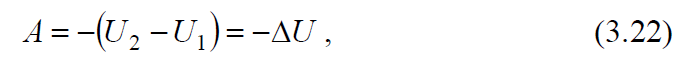 A = −(U₂ − U₁) = −ΔU , (3.22)